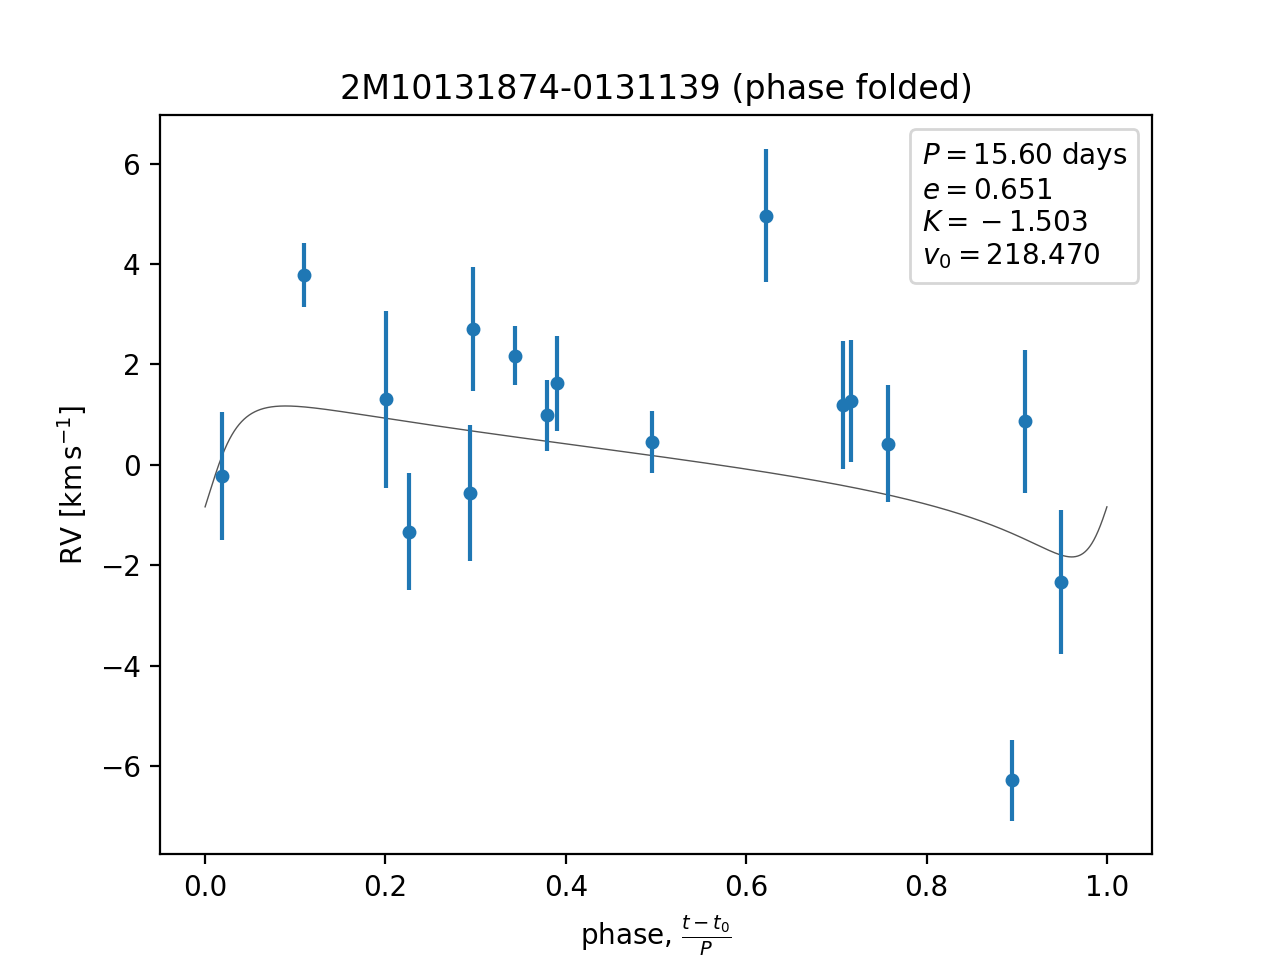 2M10131874-0131139 (phase folded)
P = 15.60 days
e = 0.651
K = −1.503
v₀ = 218.470
6
4
2
0
−2
−4
−6
RV [km s⁻¹]
0.0 0.2 0.4 0.6 0.8 1.0
phase, (t − t₀)/P